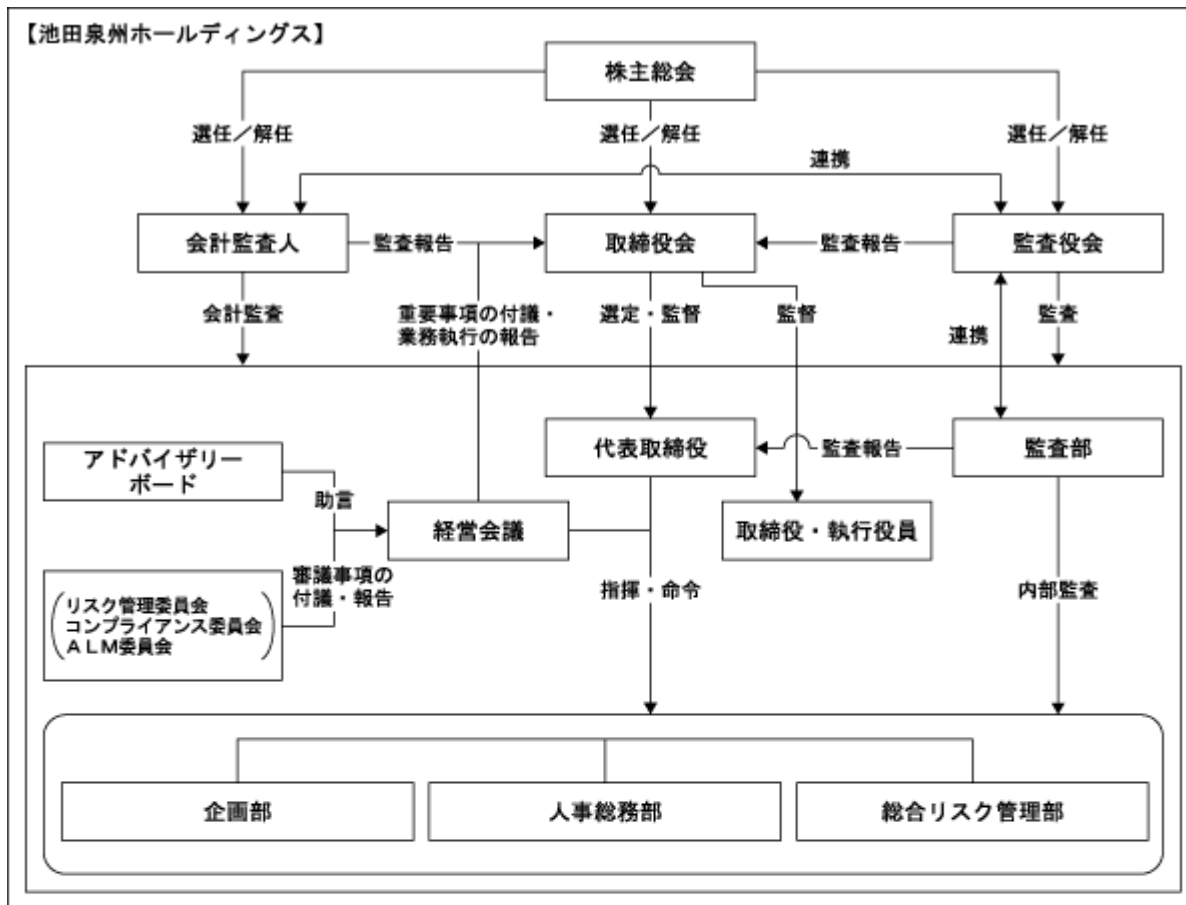 【池田泉州ホールディングス】
株主総会
選任／解任
選任／解任
選任／解任
連携
会計監査人
監査報告
取締役会
監査報告
監査役会
会計監査
重要事項の付議・
業務執行の報告
選定・監督
監督
連携
監査
アドバイザリー
ボード
代表取締役
監査報告
監査部
助言
経営会議
取締役・執行役員
リスク管理委員会
コンプライアンス委員会
ＡＬＭ委員会
審議事項の
付議・報告
指揮・命令
内部監査
企画部
人事総務部
総合リスク管理部